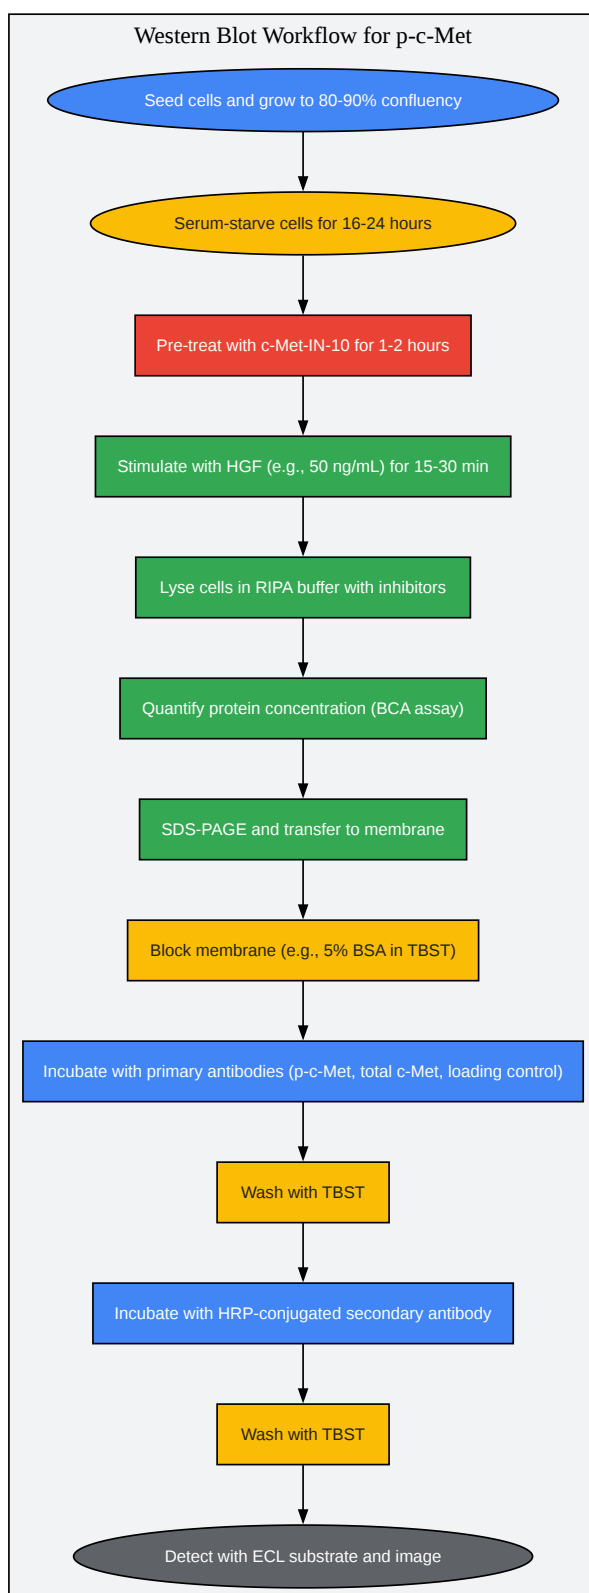 Western Blot Workflow for p-c-Met
Seed cells and grow to 80-90% confluency
Serum-starve cells for 16-24 hours
Pre-treat with c-Met-IN-10 for 1-2 hours
Stimulate with HGF (e.g., 50 ng/mL) for 15-30 min
Lyse cells in RIPA buffer with inhibitors
Quantify protein concentration (BCA assay)
SDS-PAGE and transfer to membrane
Block membrane (e.g., 5% BSA in TBST)
Incubate with primary antibodies (p-c-Met, total c-Met, loading control)
Wash with TBST
Incubate with HRP-conjugated secondary antibody
Wash with TBST
Detect with ECL substrate and image